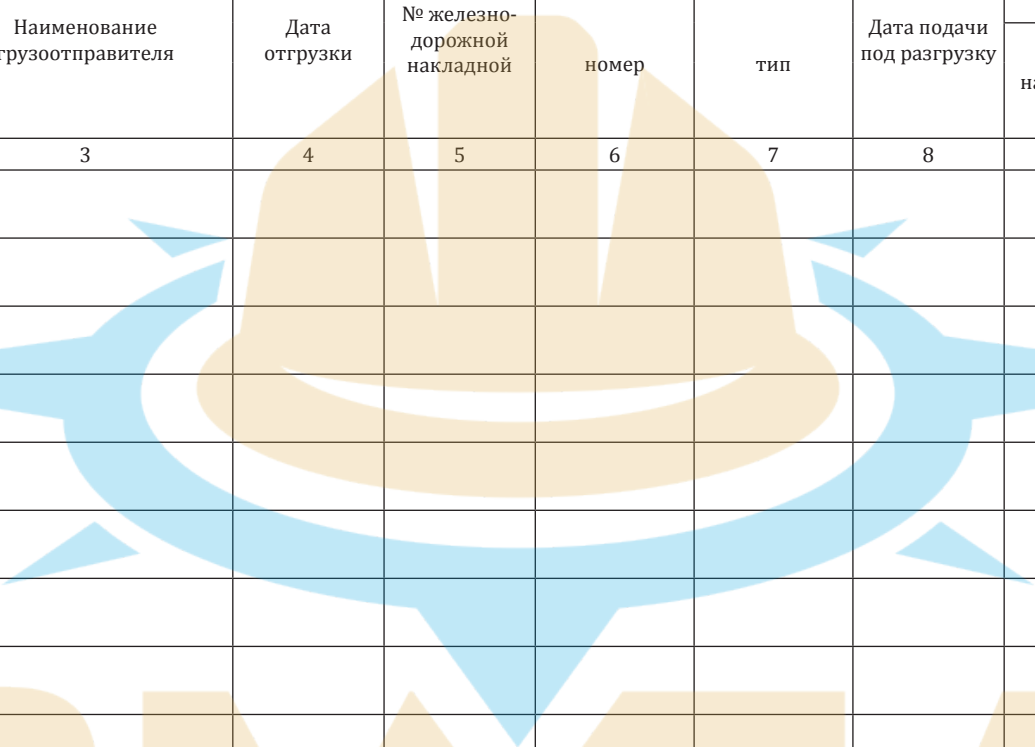 Наименование
грузоотправителя
Дата
отгрузки
№ железно-
дорожной
накладной
номер
тип
Дата подачи
под разгрузку
3
4
5
6
7
8